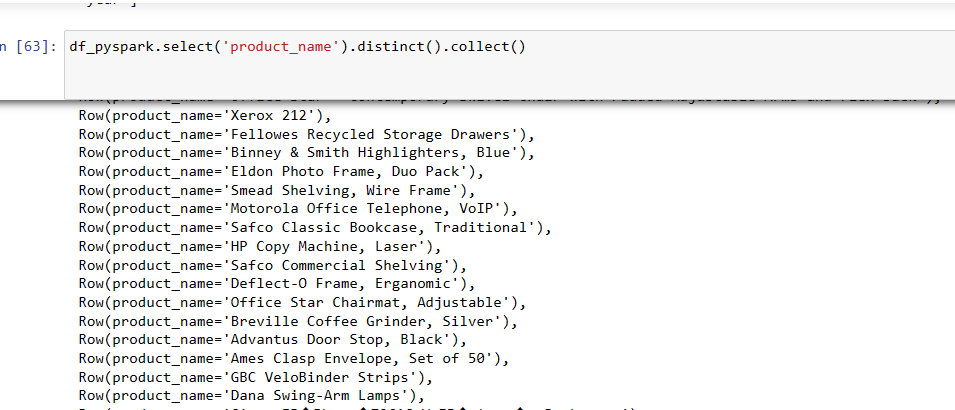 n [63]: df_pyspark.select('product_name').distinct().collect()
Row(product_name='Xerox 212'),
Row(product_name='Fellowes Recycled Storage Drawers'),
Row(product_name='Binney & Smith Highlighters, Blue'),
Row(product_name='Eldon Photo Frame, Duo Pack'),
Row(product_name='Smead Shelving, Wire Frame'),
Row(product_name='Motorola Office Telephone, VoIP'),
Row(product_name='Safco Classic Bookcase, Traditional'),
Row(product_name='HP Copy Machine, Laser'),
Row(product_name='Safco Commercial Shelving'),
Row(product_name='Deflect-O Frame, Erganomic'),
Row(product_name='Office Star Chairmat, Adjustable'),
Row(product_name='Breville Coffee Grinder, Silver'),
Row(product_name='Advantus Door Stop, Black'),
Row(product_name='Ames Clasp Envelope, Set of 50'),
Row(product_name='GBC VeloBinder Strips'),
Row(product_name='Dana Swing-Arm Lamps'),